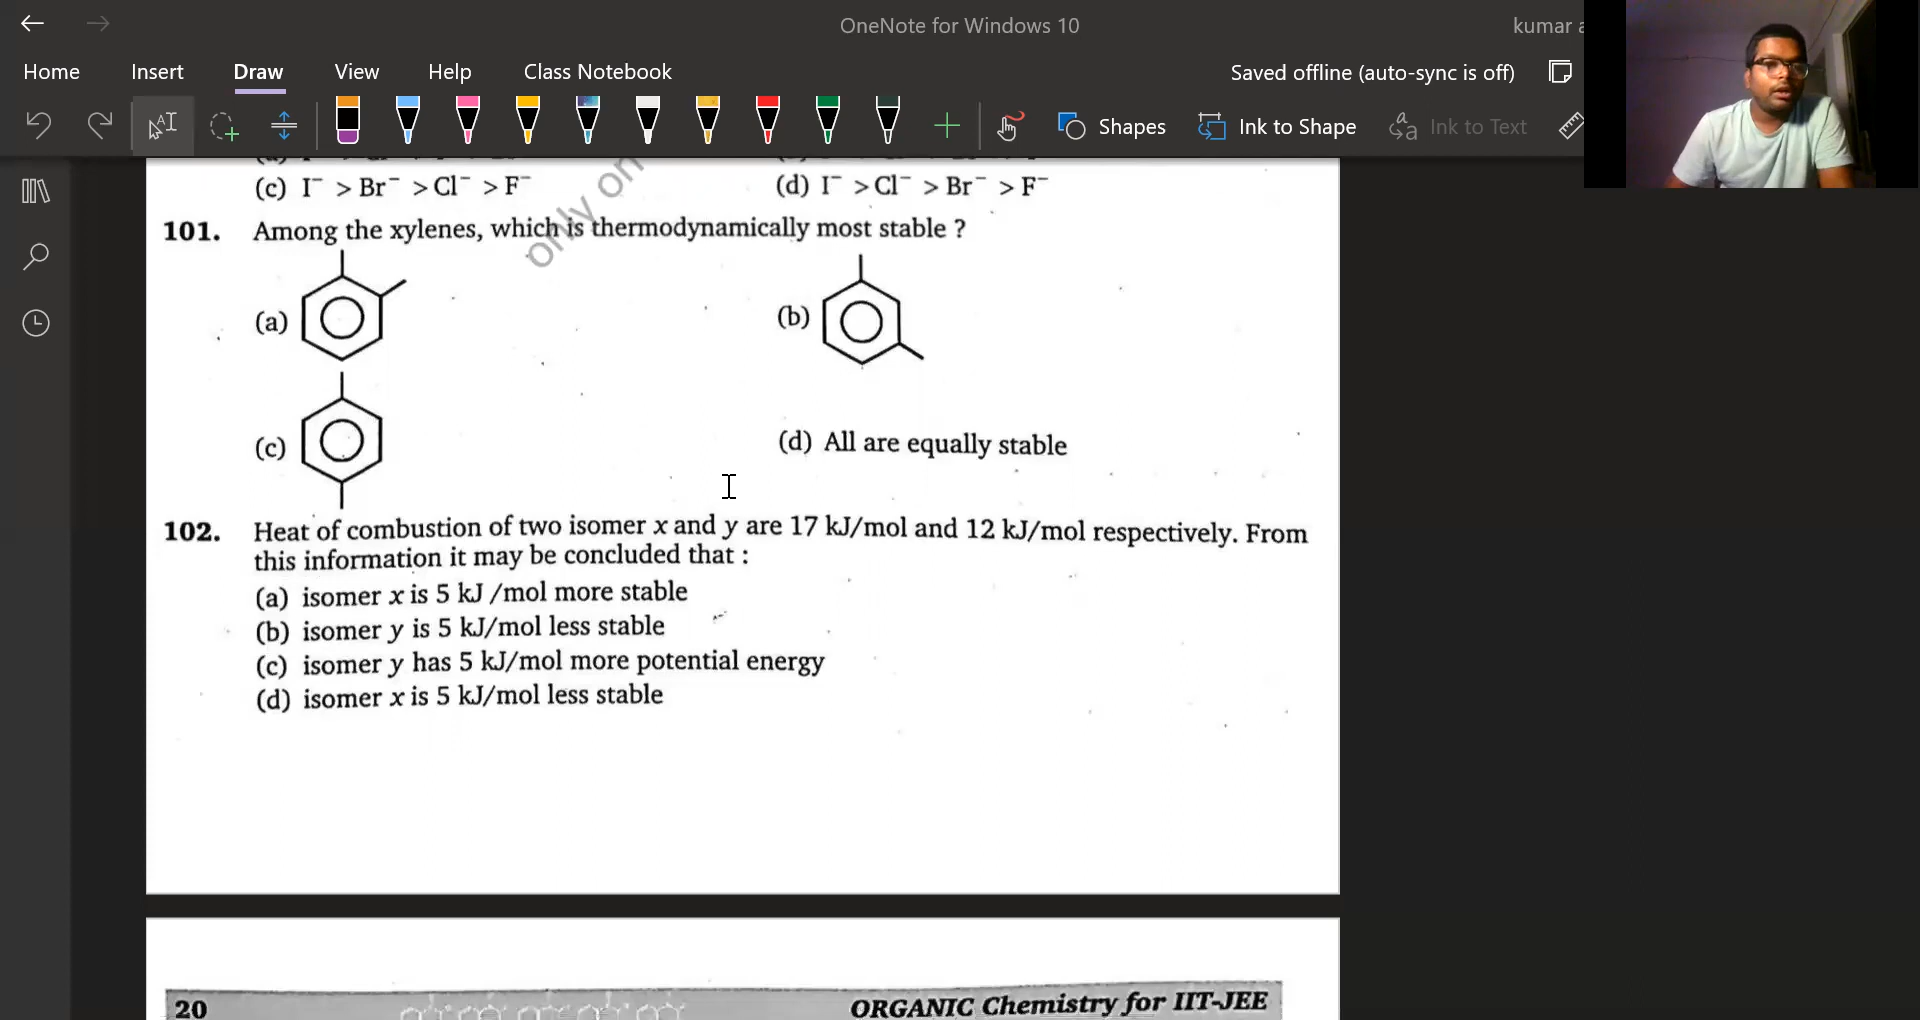 OneNote for Windows 10
kumar a
Home Insert Draw View Help Class Notebook
Saved offline (auto-sync is off)
Shapes Ink to Shape Ink to Text
(c) I⁻ > Br⁻ > Cl⁻ > F⁻ (d) I⁻ > Cl⁻ > Br⁻ > F⁻
only on
101. Among the xylenes, which is thermodynamically most stable ?
(a) (b)
(c) (d) All are equally stable
102. Heat of combustion of two isomer x and y are 17 kJ/mol and 12 kJ/mol respectively. From
this information it may be concluded that :
(a) isomer x is 5 kJ /mol more stable
(b) isomer y is 5 kJ/mol less stable
(c) isomer y has 5 kJ/mol more potential energy
(d) isomer x is 5 kJ/mol less stable
20 ORGANIC Chemistry for IIT-JEE